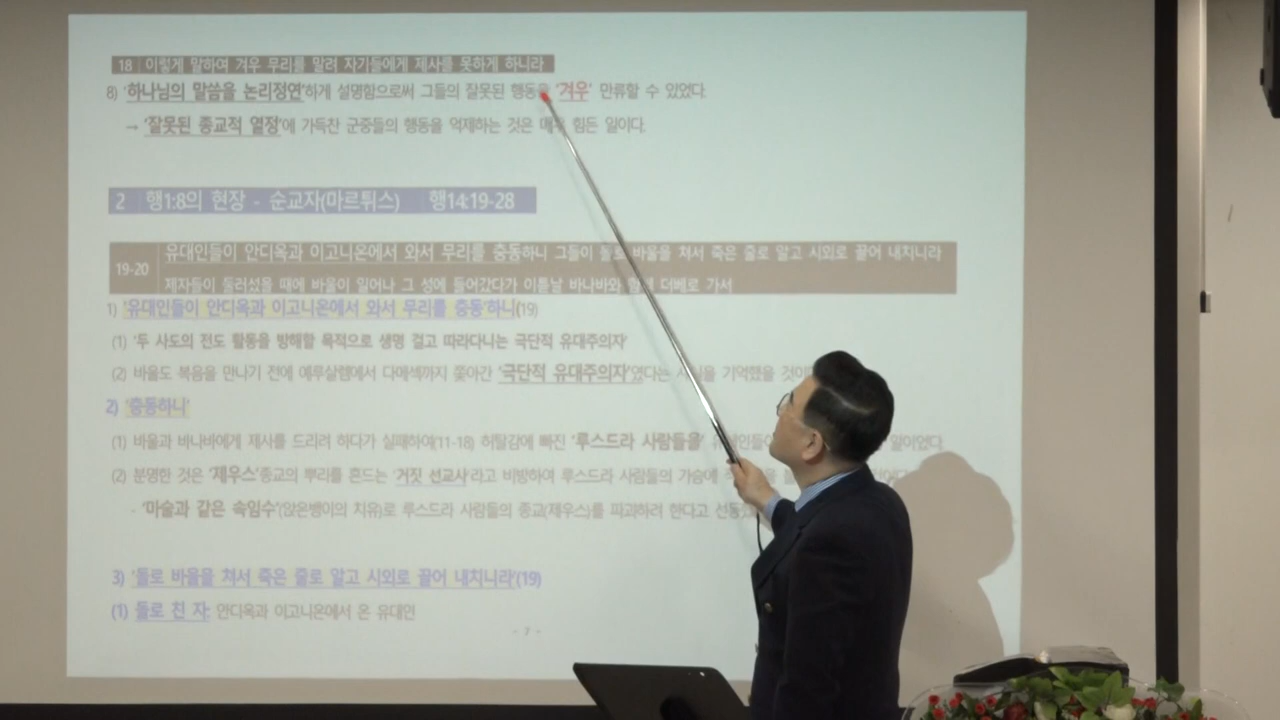 18 이렇게 말하여 겨우 무리를 말려 자기들에게 제사를 못하게 하니라
8) '하나님의 말씀을 논리정연'하게 설명함으로써 그들의 잘못된 행동을 '겨우' 만류할 수 있었다.
→ '잘못된 종교적 열정'에 가득찬 군중들의 행동을 억제하는 것은 매우 힘든 일이다.
2 행1:8의 현장 - 순교자(마르튀스) 행14:19-28
19-20 유대인들이 안디옥과 이고니온에서 와서 무리를 충동하니 그들이 돌로 바울을 쳐서 죽은 줄로 알고 시외로 끌어 내치니라
제자들이 둘러섰을 때에 바울이 일어나 그 성에 들어갔다가 이튿날 바나바와 함께 더베로 가서
1) '유대인들이 안디옥과 이고니온에서 와서 무리를 충동'하니(19)
(1) '두 사도의 전도 활동을 방해할 목적으로 생명 걸고 따라다니는 극단적 유대주의자'
(2) 바울도 복음을 만나기 전에 예루살렘에서 다메섹까지 쫓아간 '극단적 유대주의자'였다는 기억했을
2) '충동하니'
(1) 바울과 바나바에게 제사를 드리려 하다가 실패하여(11-18) 허탈감에 빠진 '루스드라 사람들을'
(2) 분명한 것은 '제우스'종교의 뿌리를 흔드는 '거짓 선교사'라고 비방하여 루스드라 사람들의 가슴에
- '마술과 같은 속임수'(앉은뱅이의 치유)로 루스드라 사람들의 종교(제우스)를 파괴하려 한다고
3) '돌로 바울을 쳐서 죽은 줄로 알고 시외로 끌어 내치니라'(19)
(1) 돌로 친 자: 안디옥과 이고니온에서 온 유대인
- 7 -